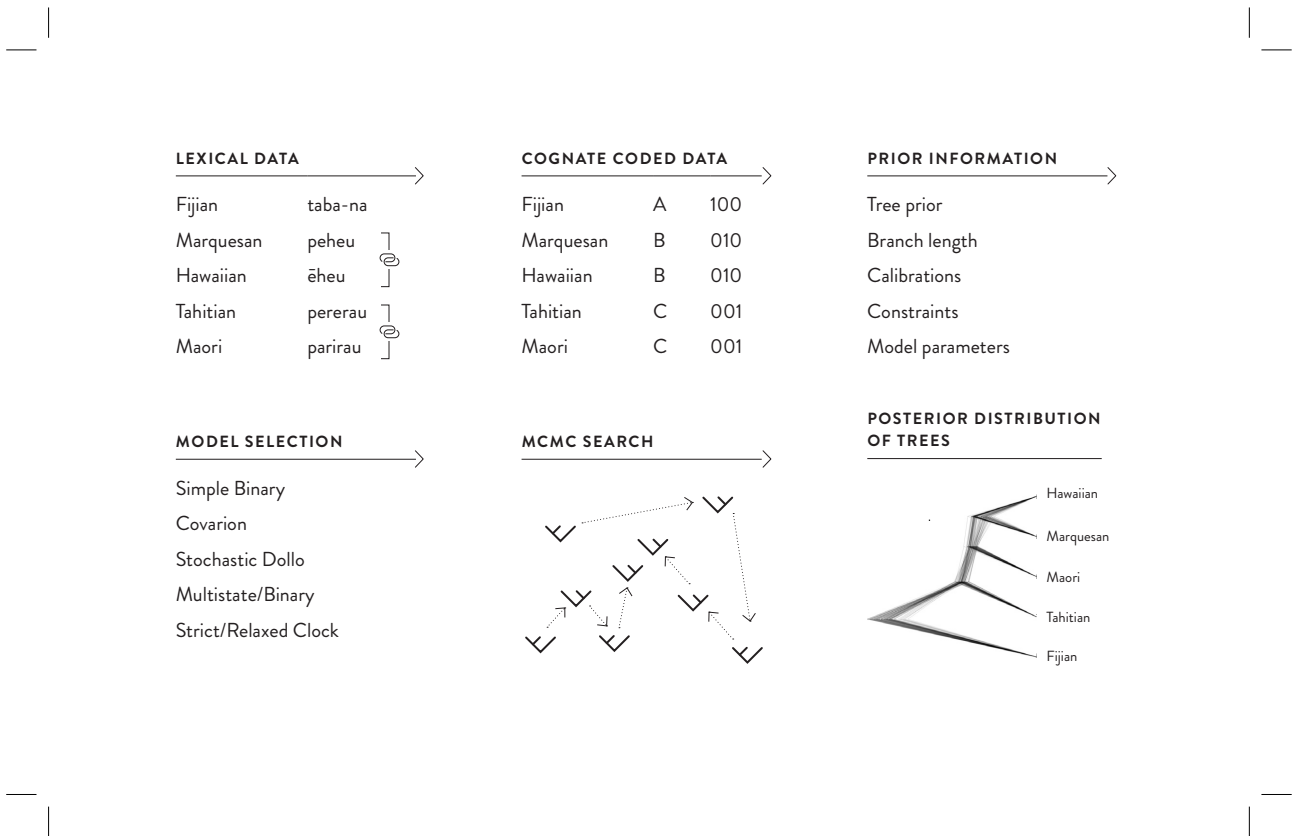 LEXICAL DATA
Fijian taba-na
Marquesan peheu
Hawaiian ēheu
Tahitian pererau
Maori parirau
COGNATE CODED DATA
Fijian A 100
Marquesan B 010
Hawaiian B 010
Tahitian C 001
Maori C 001
PRIOR INFORMATION
Tree prior
Branch length
Calibrations
Constraints
Model parameters
MODEL SELECTION
Simple Binary
Covarion
Stochastic Dollo
Multistate/Binary
Strict/Relaxed Clock
MCMC SEARCH
POSTERIOR DISTRIBUTION
OF TREES
Hawaiian
Marquesan
Maori
Tahitian
Fijian